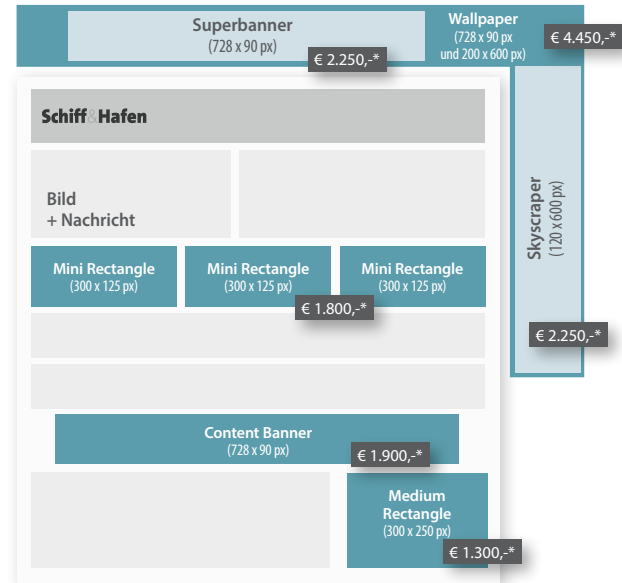 Superbanner
(728 x 90 px)
€ 2.250,-*
Wallpaper
(728 x 90 px
und 200 x 600 px)
€ 4.450,-*
Schiff&Hafen
Skyscraper
(120 x 600 px)
€ 2.250,-*
Bild
+ Nachricht
Mini Rectangle
(300 x 125 px)
Mini Rectangle
(300 x 125 px)
Mini Rectangle
(300 x 125 px)
€ 1.800,-*
Content Banner
(728 x 90 px)
€ 1.900,-*
Medium
Rectangle
(300 x 250 px)
€ 1.300,-*